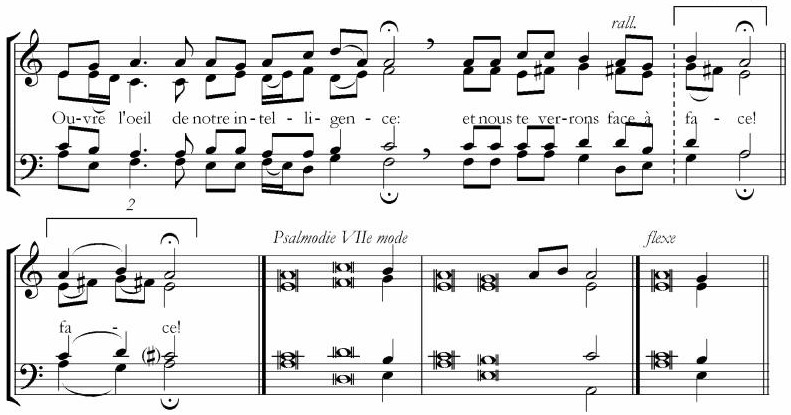 rall.
Ou-vre l'oeil de notre in-tel-li-gen-ce: et nous te ver-rons face à fa-ce!
2 Psalmodie VIIe mode flexe
fa-ce!